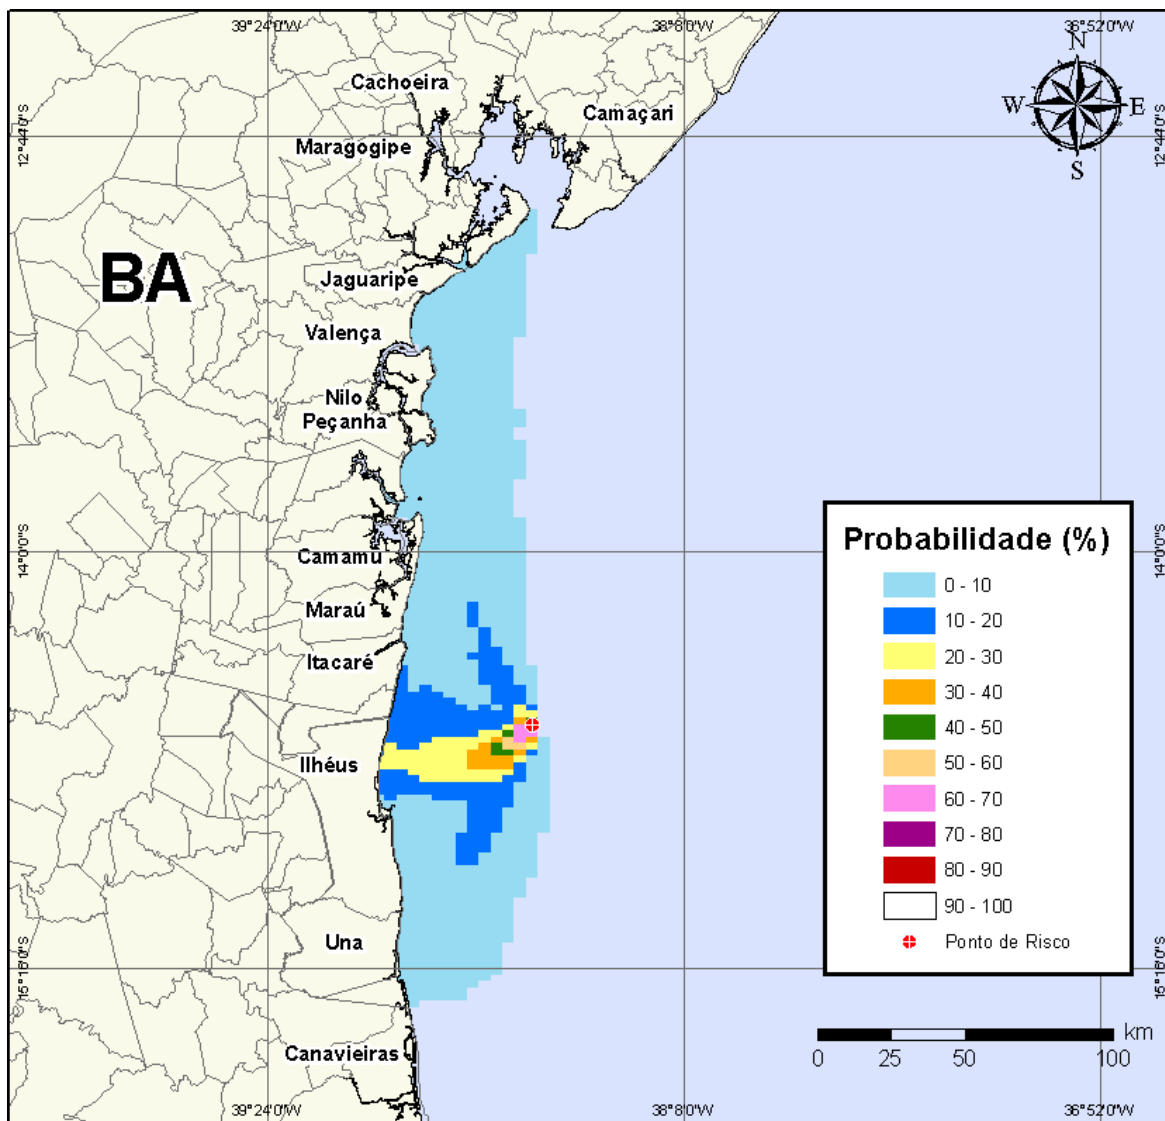 39°24'0"W
38°8'0"W
36°52'0"W
N
W
E
S
Cachoeira
Camaçari
12°44'0"S
12°44'0"S
Maragogipe
BA
Jaguaripe
Valença
Nilo
Peçanha
14°0'0"S
14°0'0"S
Camamú
Maraú
Itacaré
Ilhéus
Una
15°16'0"S
15°16'0"S
Canavieiras
Probabilidade (%)
0 - 10
10 - 20
20 - 30
30 - 40
40 - 50
50 - 60
60 - 70
70 - 80
80 - 90
90 - 100
Ponto de Risco
km
0 25 50 100
39°24'0"W
38°8'0"W
36°52'0"W